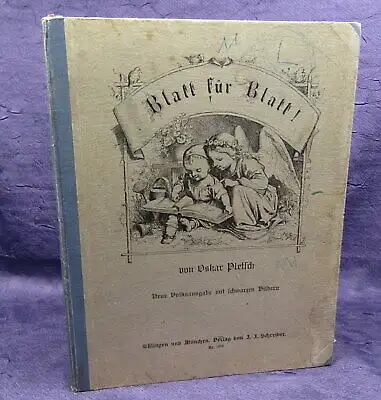 Blatt für Blatt!
von Oskar Pletsch
Neue Volksausgabe mit schwarzen Bildern
Eßlingen und München, Verlag von J. F. Schreiber.